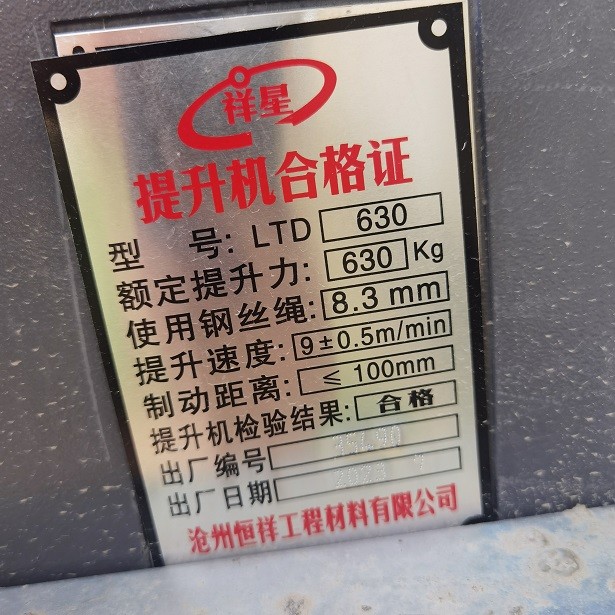 祥星
提升机合格证
型 号: LTD 630
额定提升力: 630 Kg
使用钢丝绳: 8.3 mm
提升速度: 9±0.5m/min
制动距离: ≤ 100mm
提升机检验结果: 合格
出厂编号
出厂日期 2023 7
沧州恒祥工程材料有限公司